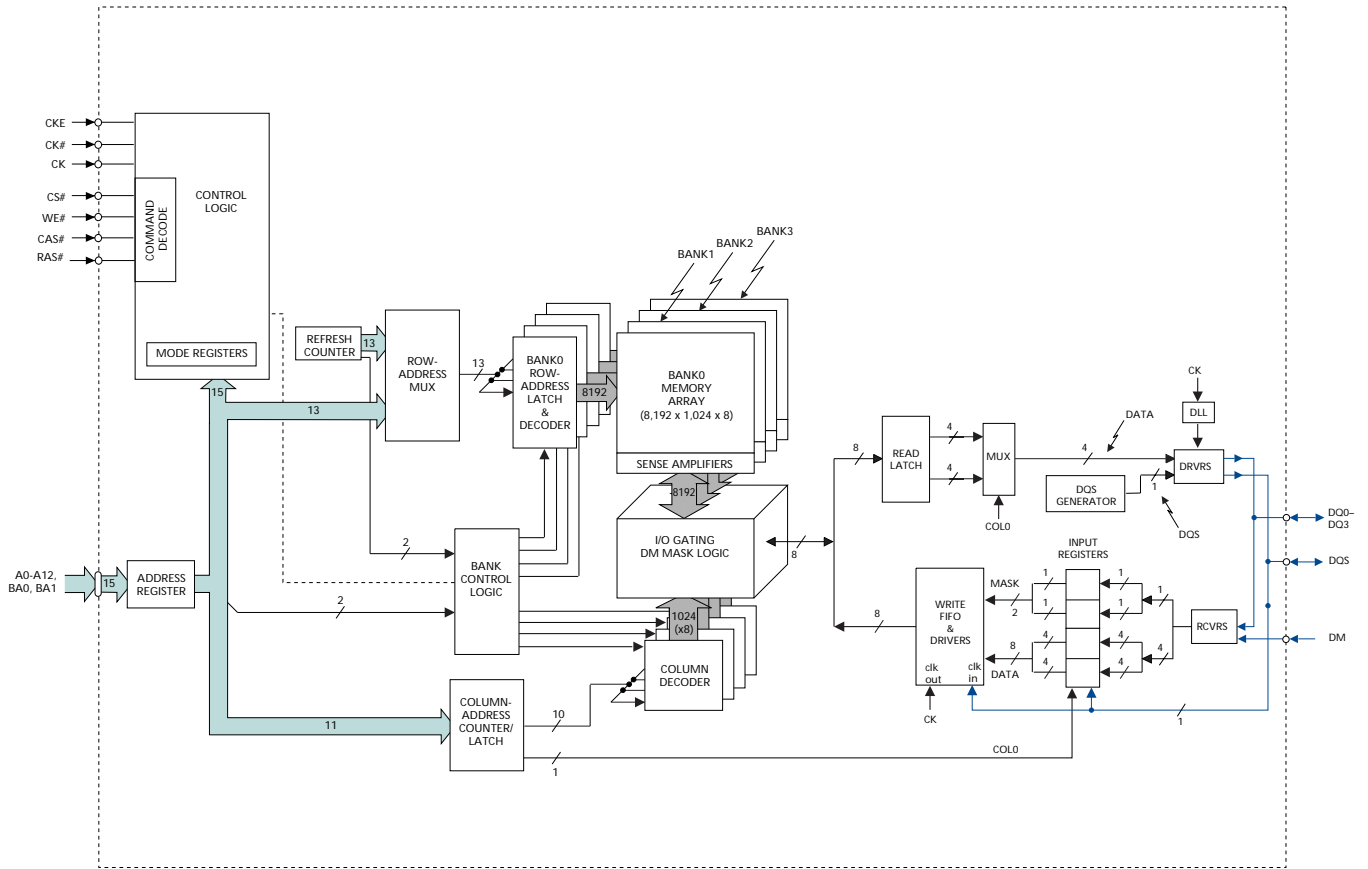 CKE
CK#
CK
CS#
WE#
CAS#
RAS#
COMMAND
DECODE
CONTROL
LOGIC
MODE REGISTERS
15
REFRESH
COUNTER
13
13
ROW-
ADDRESS
MUX
13
BANK0
ROW-
ADDRESS
LATCH
&
DECODER
8192
BANK1
BANK2
BANK3
BANK0
MEMORY
ARRAY
(8,192 x 1,024 x 8)
SENSE AMPLIFIERS
8192
I/O GATING
DM MASK LOGIC
8
1024
(x8)
COLUMN
DECODER
2
2
BANK
CONTROL
LOGIC
A0-A12,
BA0, BA1
15
ADDRESS
REGISTER
11
COLUMN-
ADDRESS
COUNTER/
LATCH
10
1
COL0
8
READ
LATCH
4
4
MUX
COL0
4
DATA
CK
DLL
DRVRS
DQS
GENERATOR
1
DQS
DQ0–
DQ3
DQS
DM
INPUT
REGISTERS
8
WRITE
FIFO
&
DRIVERS
clk
out
clk
in
CK
MASK
2
8
DATA
1
1
4
4
1
1
4
4
1
4
RCVRS
1